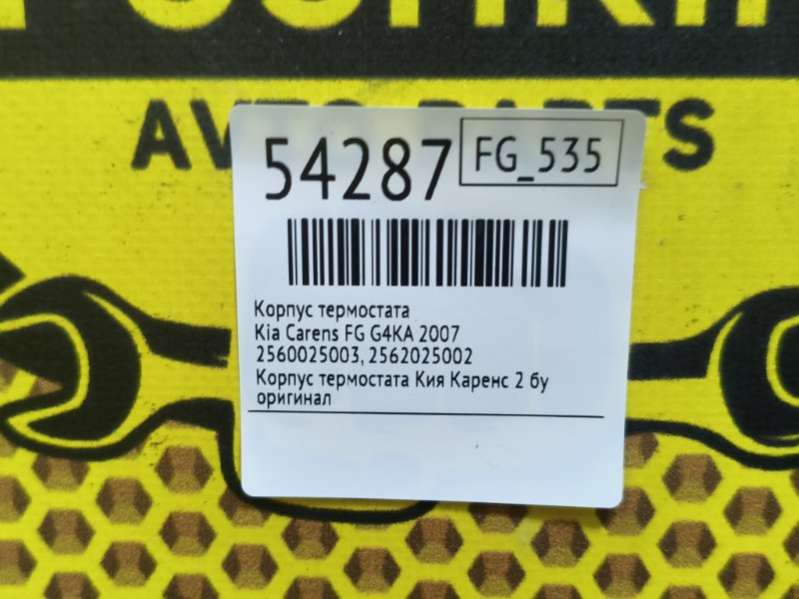 54287
FG_535
Корпус термостата
Kia Carens FG G4KA 2007
2560025003, 2562025002
Корпус термостата Кия Каренс 2 бу
оригинал